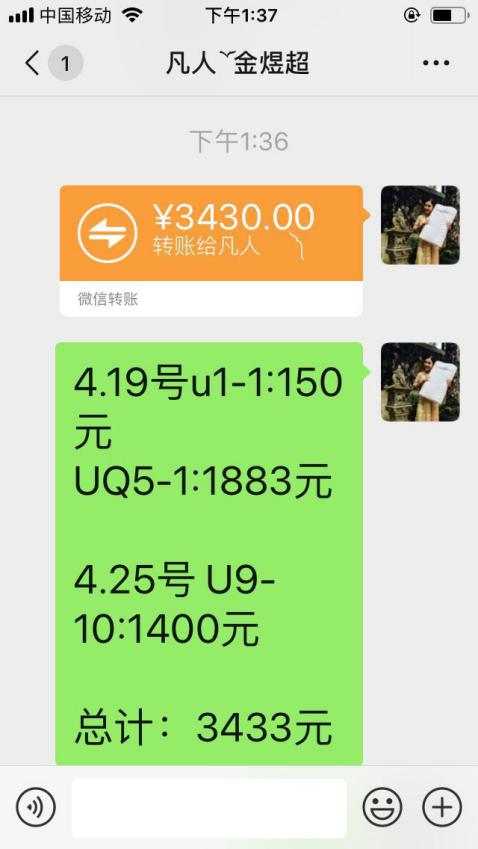 中国移动 下午1:37
1 凡人 金煜超
下午1:36
¥3430.00
转账给凡人
微信转账
4.19号u1-1:150
元
UQ5-1:1883元
4.25号 U9-
10:1400元
总计：3433元